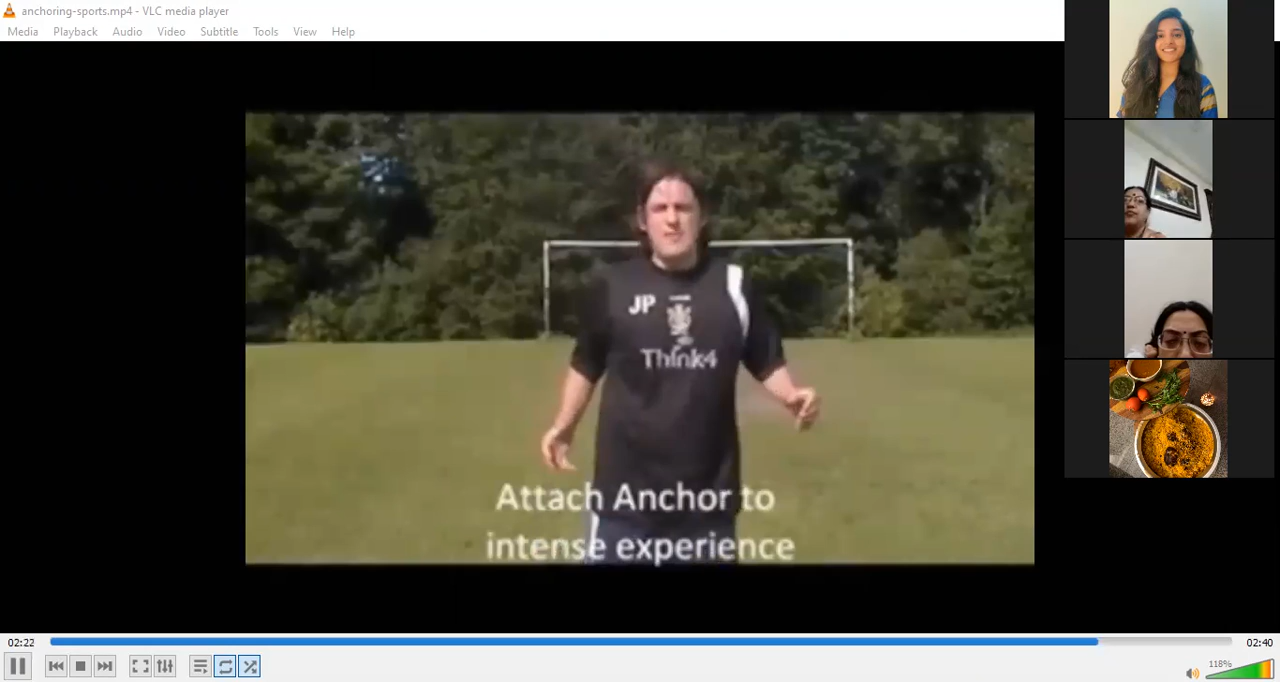 anchoring-sports.mp4 - VLC media player
Media Playback Audio Video Subtitle Tools View Help
JP
Think4
Attach Anchor to
intense experience
02:22
02:40
118%